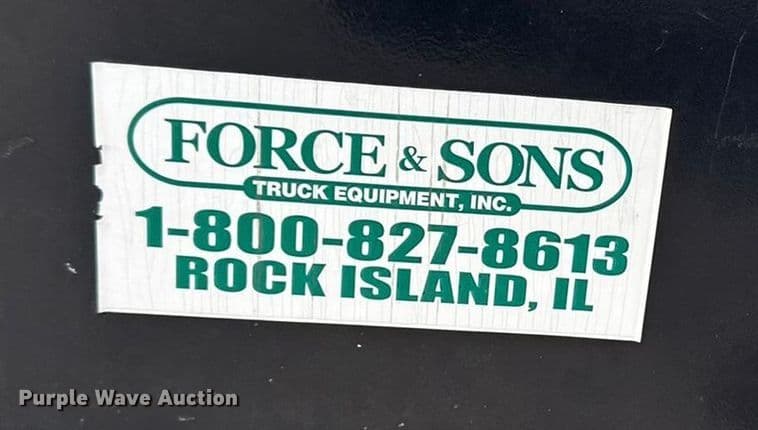 FORCE & SONS
TRUCK EQUIPMENT, INC.
1-800-827-8613
ROCK ISLAND, IL
Purple Wave Auction